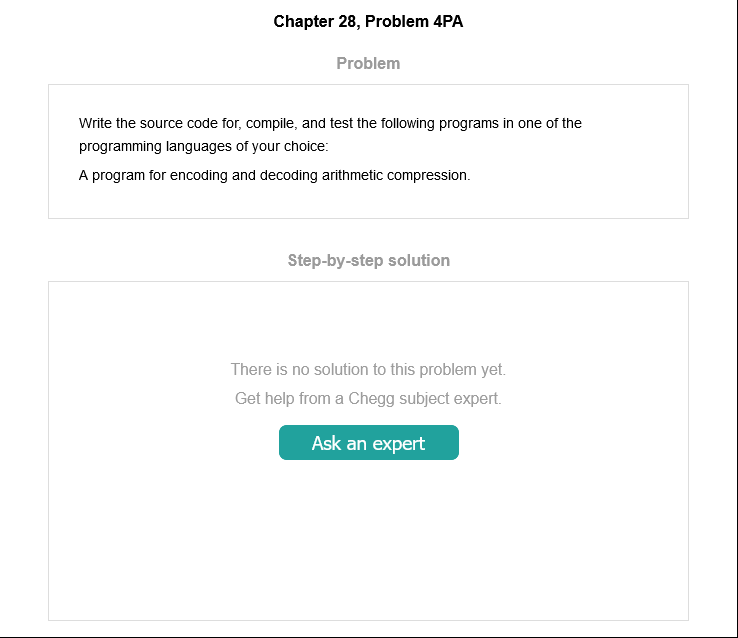 Chapter 28, Problem 4PA
Problem
Write the source code for, compile, and test the following programs in one of the
programming languages of your choice:
A program for encoding and decoding arithmetic compression.
Step-by-step solution
There is no solution to this problem yet.
Get help from a Chegg subject expert.
Ask an expert